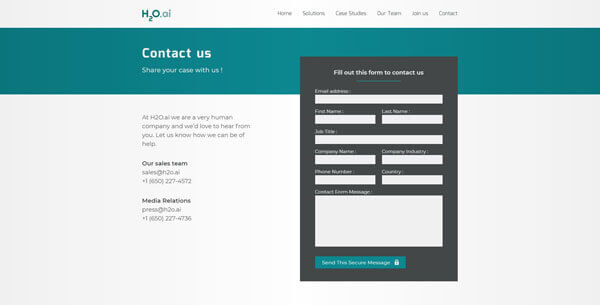 H2O.ai
Home Solutions Case Studies Our Team Join us Contact
Contact us
Share your case with us !
At H2O.ai we are a very human
company and we'd love to hear from
you. Let us know how we can be of
help.
Our sales team
sales@h2o.ai
+1 (650) 227-4572
Media Relations
press@h2o.ai
+1 (650) 227-4736
Fill out this form to contact us
Email address :
First Name : Last Name :
Job Title :
Company Name : Company Industry :
Phone Number : Country :
Contact Form Message :
Send This Secure Message